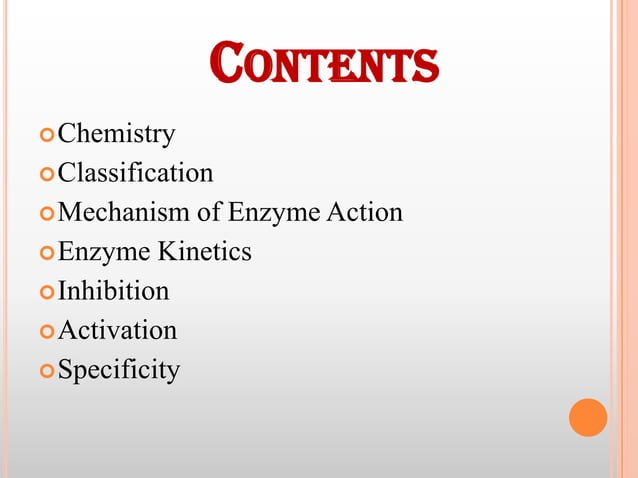 CONTENTS
Chemistry
Classification
Mechanism of Enzyme Action
Enzyme Kinetics
Inhibition
Activation
Specificity